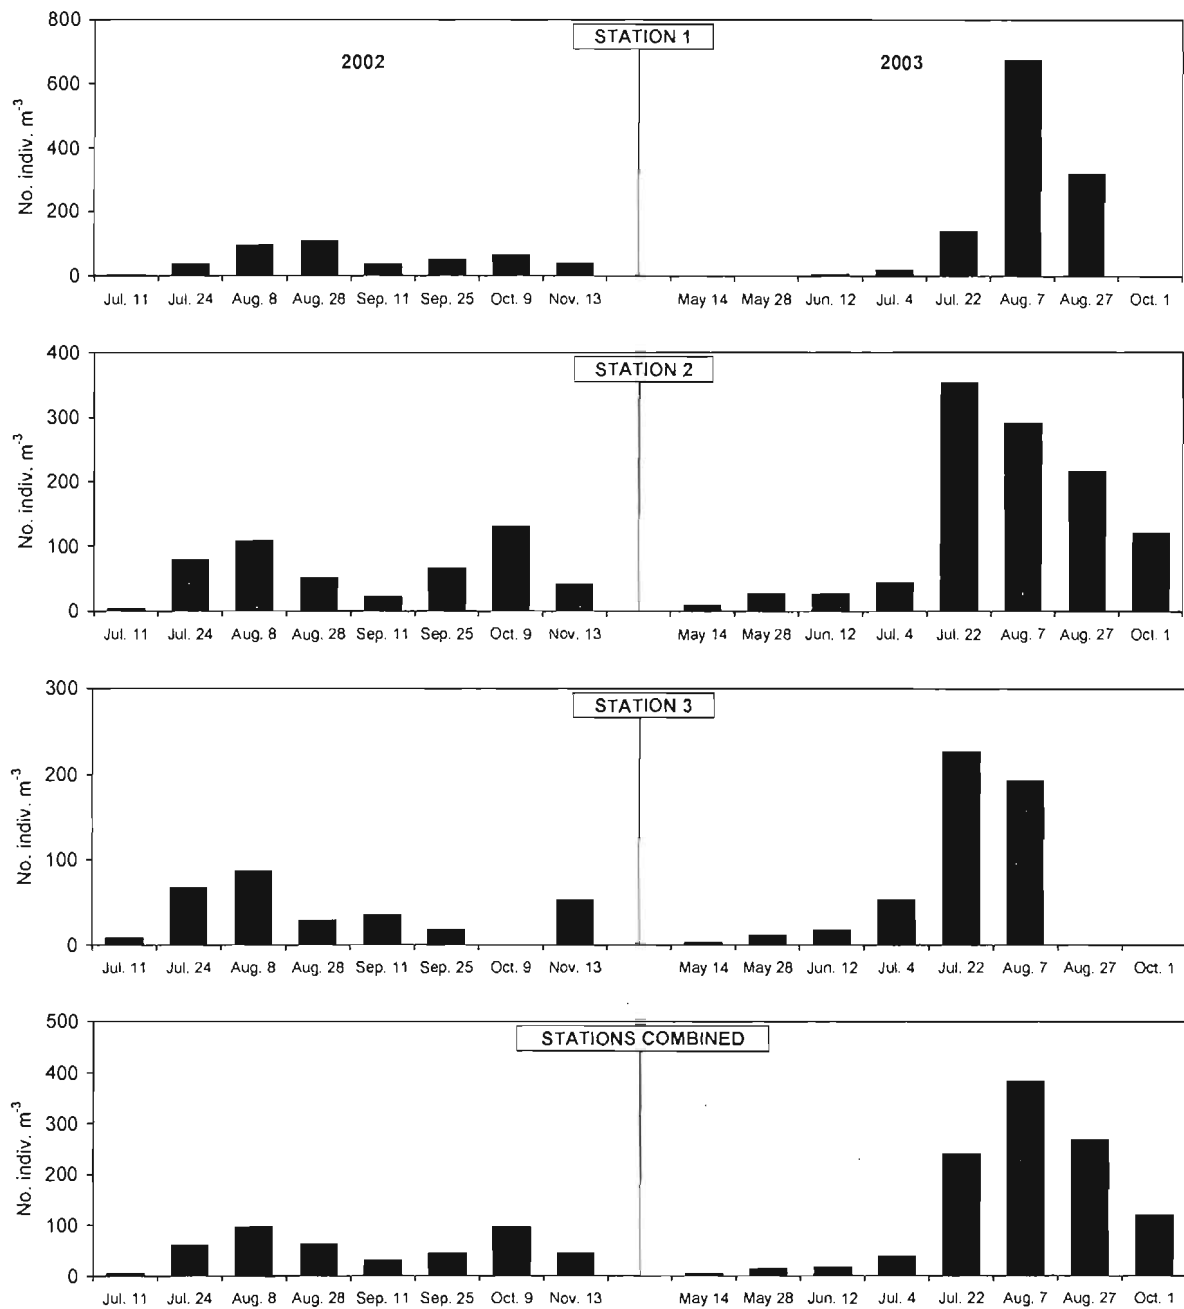 STATION 1
2002
2003
No. indiv. m⁻³
800
600
400
200
0
Jul. 11 Jul. 24 Aug. 8 Aug. 28 Sep. 11 Sep. 25 Oct. 9 Nov. 13 May 14 May 28 Jun. 12 Jul. 4 Jul. 22 Aug. 7 Aug. 27 Oct. 1
STATION 2
No. indiv. m⁻³
400
300
200
100
0
Jul. 11 Jul. 24 Aug. 8 Aug. 28 Sep. 11 Sep. 25 Oct. 9 Nov. 13 May 14 May 28 Jun. 12 Jul. 4 Jul. 22 Aug. 7 Aug. 27 Oct. 1
STATION 3
No. indiv. m⁻³
300
200
100
0
Jul. 11 Jul. 24 Aug. 8 Aug. 28 Sep. 11 Sep. 25 Oct. 9 Nov. 13 May 14 May 28 Jun. 12 Jul. 4 Jul. 22 Aug. 7 Aug. 27 Oct. 1
STATIONS COMBINED
No. indiv. m⁻³
500
400
300
200
100
0
Jul. 11 Jul. 24 Aug. 8 Aug. 28 Sep. 11 Sep. 25 Oct. 9 Nov. 13 May 14 May 28 Jun. 12 Jul. 4 Jul. 22 Aug. 7 Aug. 27 Oct. 1